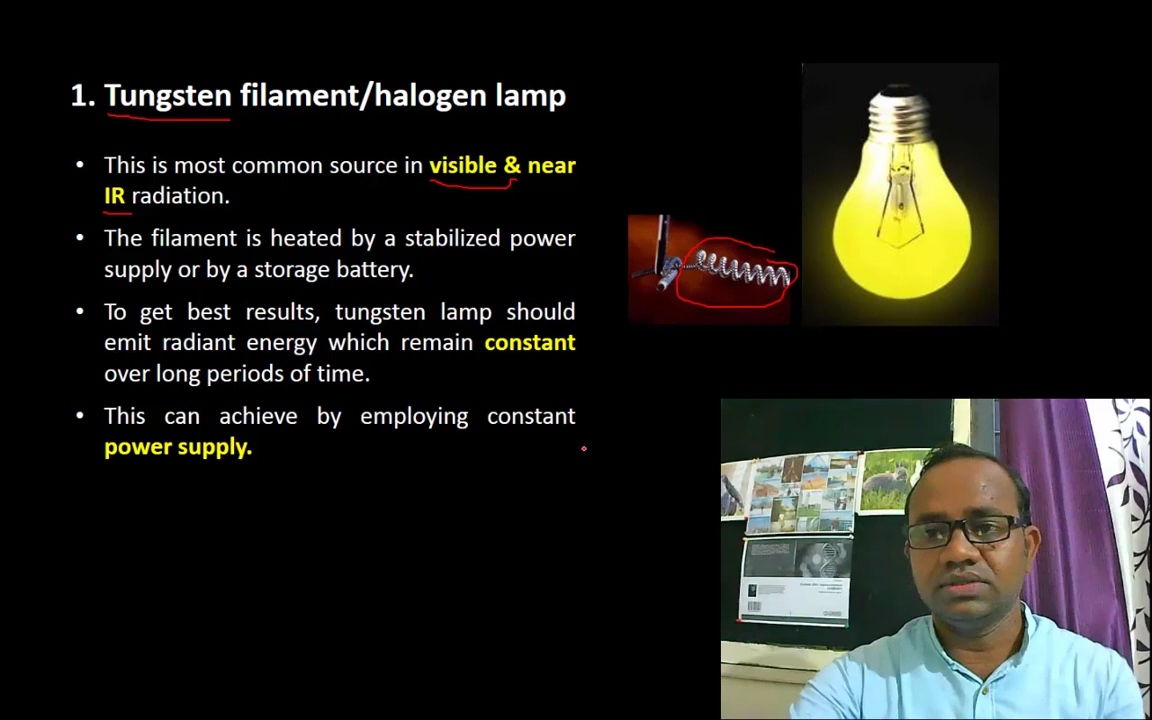 1. Tungsten filament/halogen lamp
• This is most common source in visible & near
IR radiation.
• The filament is heated by a stabilized power
supply or by a storage battery.
• To get best results, tungsten lamp should
emit radiant energy which remain constant
over long periods of time.
• This can achieve by employing constant
power supply.